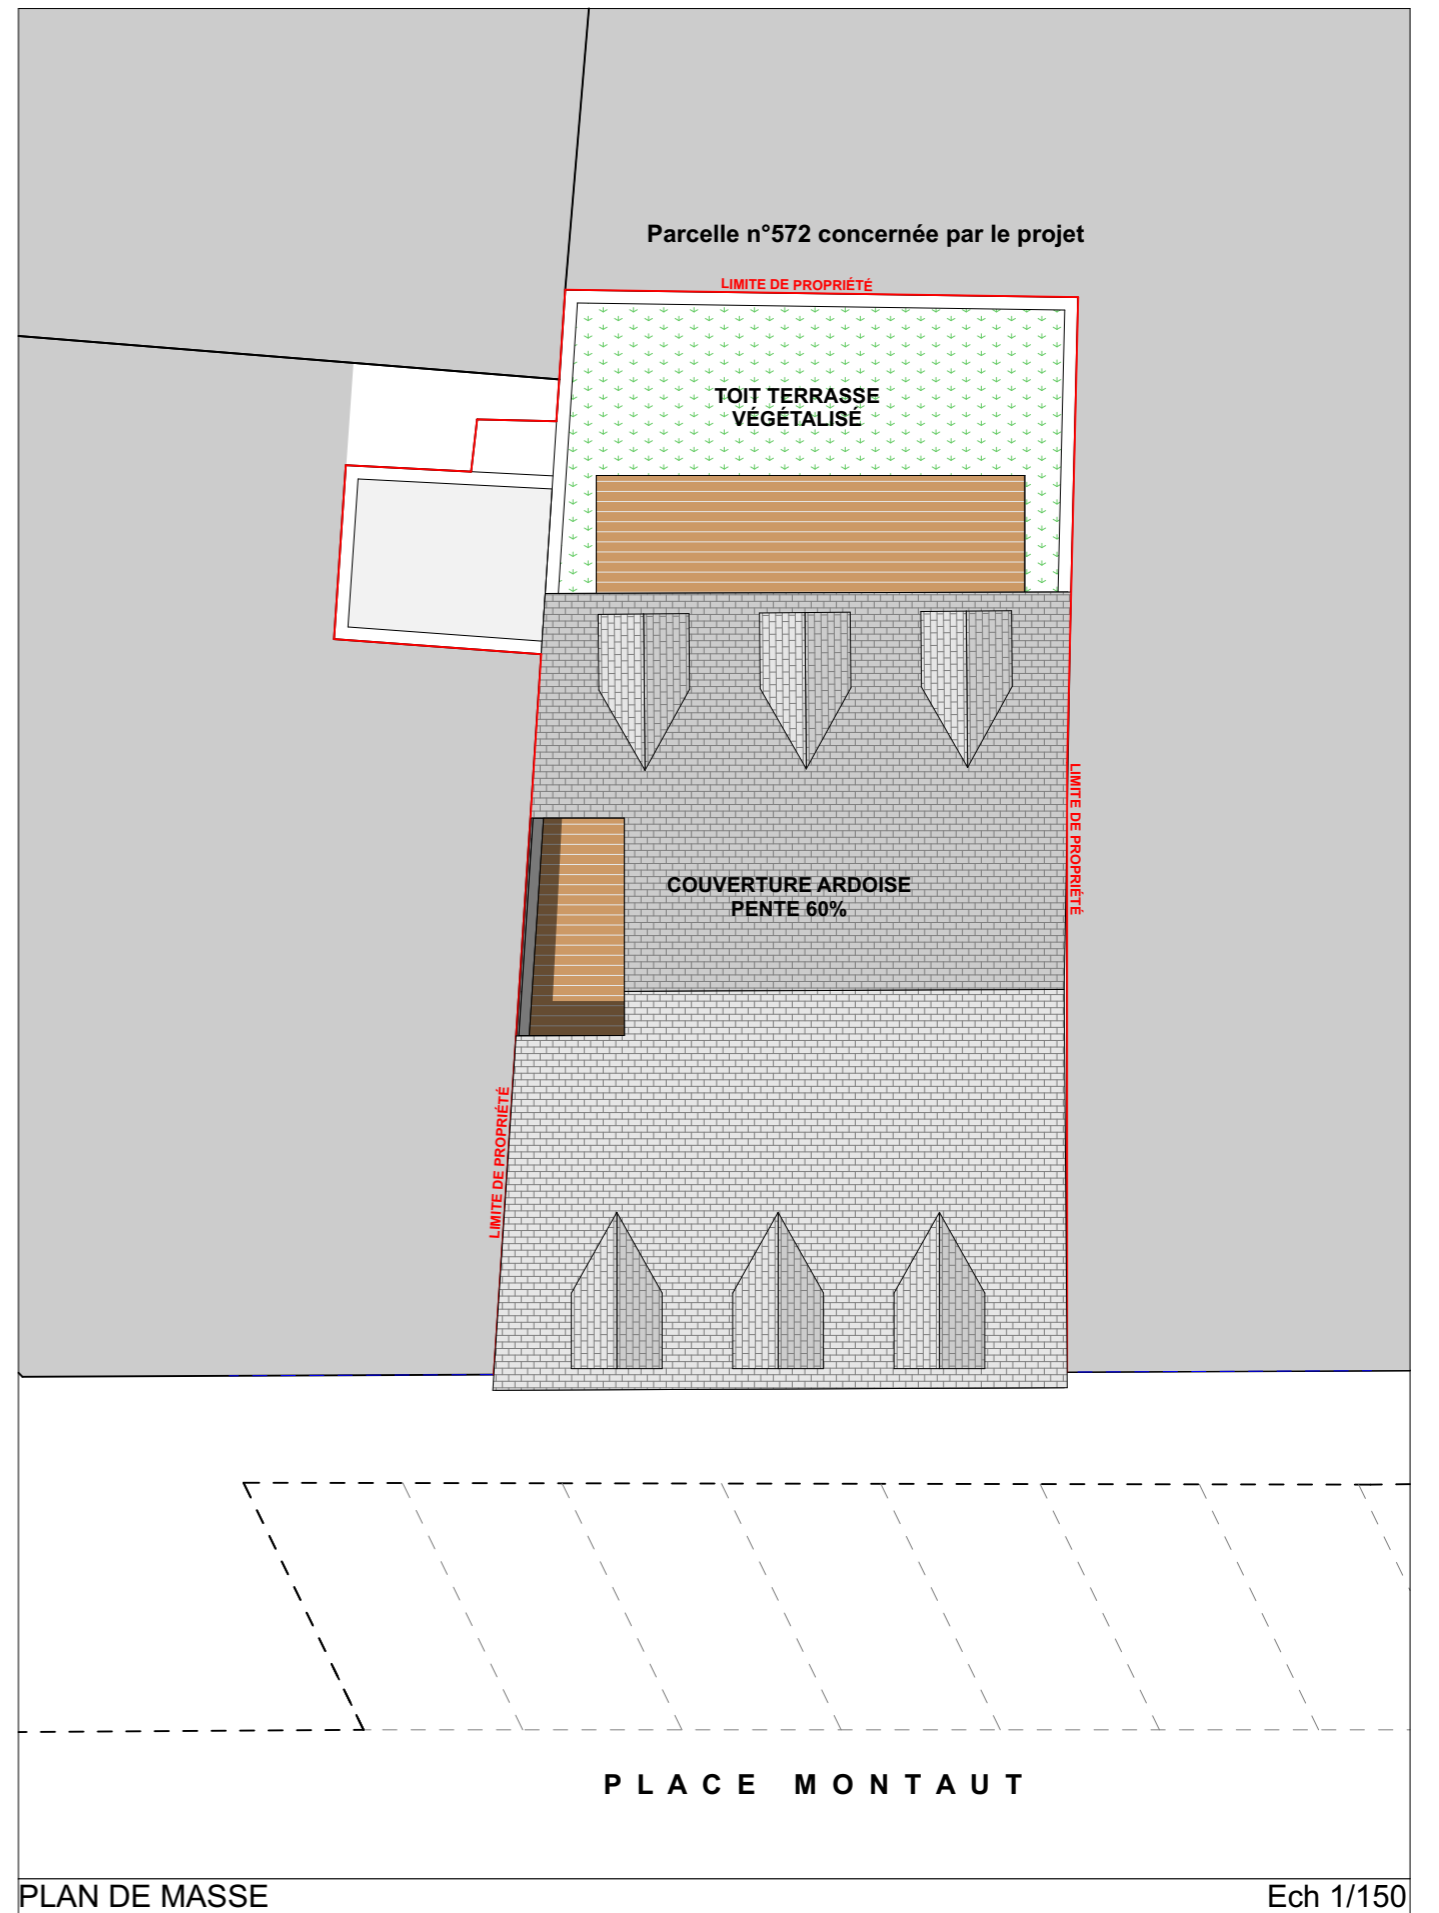 Parcelle n°572 concernée par le projet
LIMITE DE PROPRIÉTÉ
TOIT TERRASSE
VÉGÉTALISÉ
LIMITE DE PROPRIÉTÉ
COUVERTURE ARDOISE
PENTE 60%
LIMITE DE PROPRIÉTÉ
PLACE MONTAUT
PLAN DE MASSE
Ech 1/150